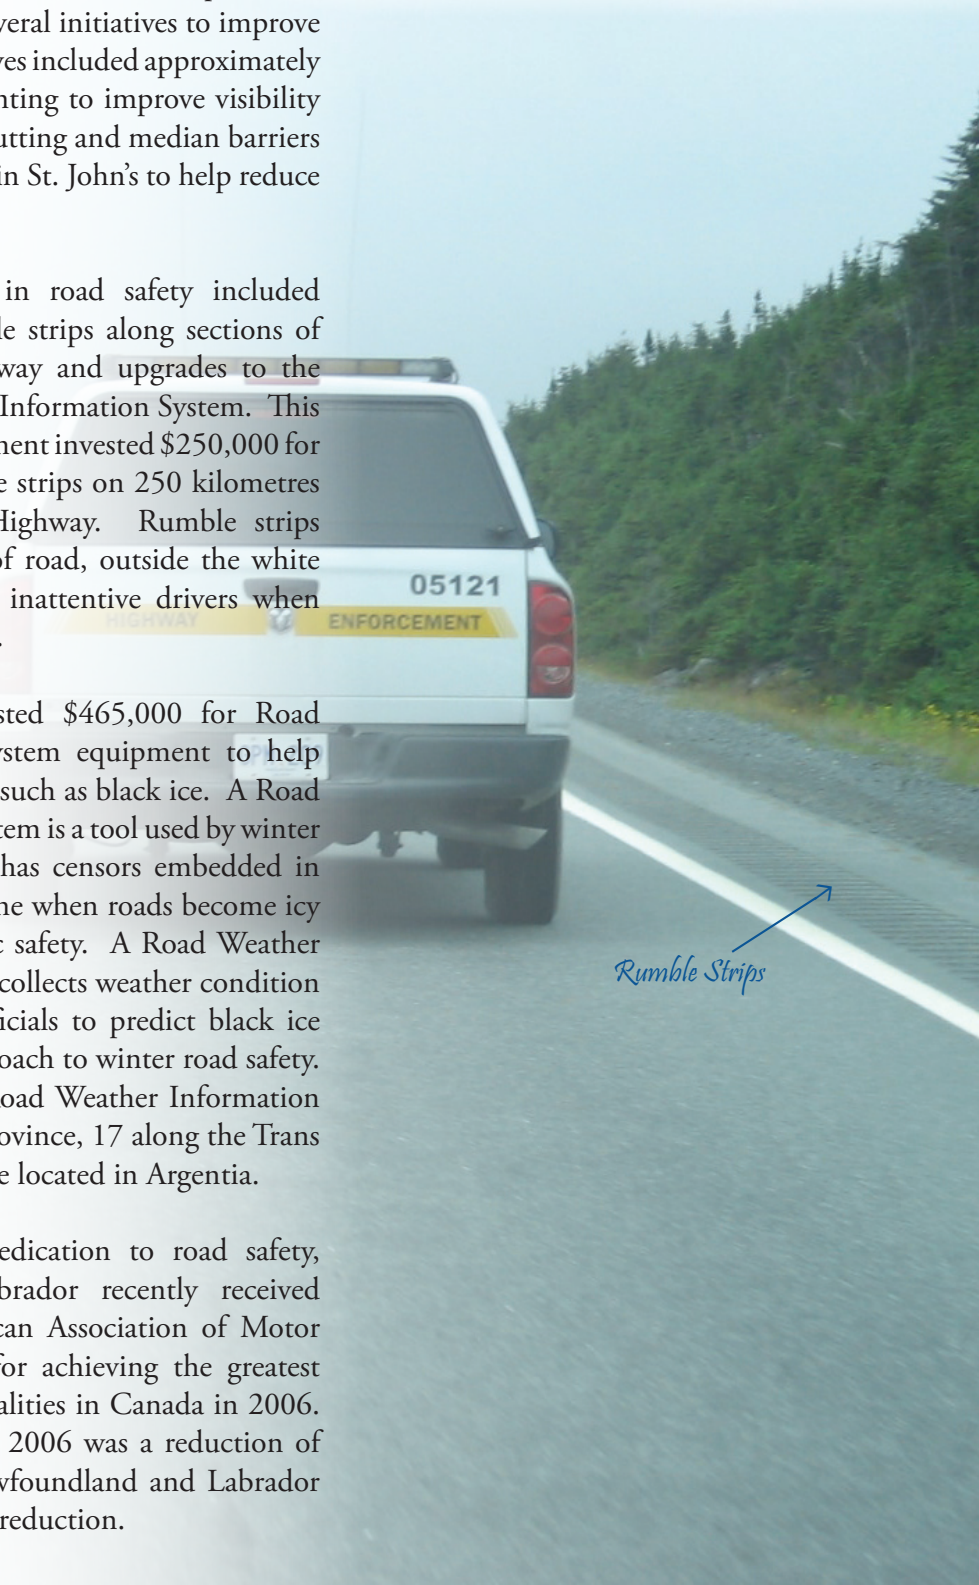 veral initiatives to improve
ves included approximately
nting to improve visibility
utting and median barriers
in St. John's to help reduce
in road safety included
le strips along sections of
way and upgrades to the
Information System. This
ment invested $250,000 for
e strips on 250 kilometres
Highway. Rumble strips
of road, outside the white
inattentive drivers when
.
sted $465,000 for Road
ystem equipment to help
such as black ice. A Road
tem is a tool used by winter
has censors embedded in
ne when roads become icy
c safety. A Road Weather
collects weather condition
ficials to predict black ice
oach to winter road safety.
oad Weather Information
ovince, 17 along the Trans
e located in Argentia.
edication to road safety,
brador recently received
can Association of Motor
for achieving the greatest
alities in Canada in 2006.
2006 was a reduction of
wfoundland and Labrador
reduction.
05121
HIGHWAY ENFORCEMENT
Rumble Strips